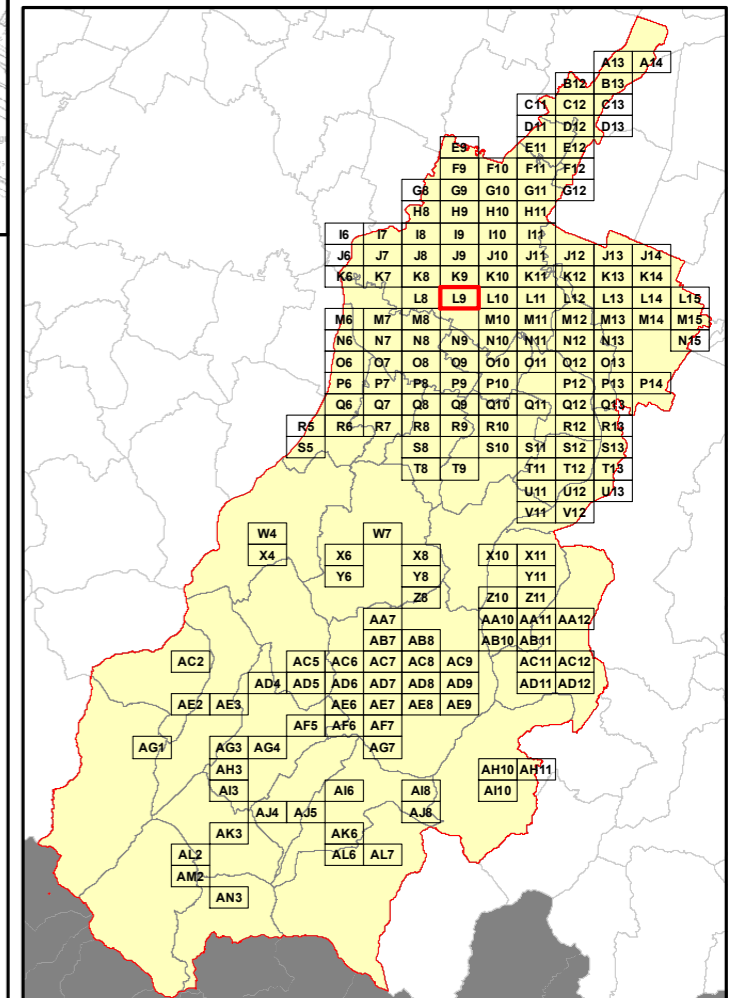 A13 A14
B12 B13
C11 C12 C13
D11 D12 D13
E9 E11 E12
F9 F10 F11 F12
G8 G9 G10 G11 G12
H8 H9 H10 H11
I6 I7 I8 I9 I10 I11
J6 J7 J8 J9 J10 J11 J12 J13 J14
K6 K7 K8 K9 K10 K11 K12 K13 K14
L8 L9 L10 L11 L12 L13 L14 L15
M6 M7 M8 M10 M11 M12 M13 M14 M15
N6 N7 N8 N9 N10 N11 N12 N13 N15
O6 O7 O8 O9 O10 O11 O12 O13
P6 P7 P8 P9 P10 P12 P13 P14
Q6 Q7 Q8 Q9 Q10 Q11 Q12 Q13
R5 R6 R7 R8 R9 R10 R12 R13
S5 S8 S10 S11 S12 S13
T8 T9 T11 T12 T13
U11 U12 U13
V11 V12
W4 W7
X4 X6 X8 X10 X11
Y6 Y8 Y11
Z8 Z10 Z11
AA7 AA10 AA11 AA12
AB7 AB8 AB10 AB11
AC2 AC5 AC6 AC7 AC8 AC9 AC11 AC12
AD4 AD5 AD6 AD7 AD8 AD9 AD11 AD12
AE2 AE3 AE6 AE7 AE8 AE9
AF5 AF6 AF7
AG1 AG3 AG4 AG7
AH3 AH10 AH11
AI3 AI6 AI8 AI10
AJ4 AJ5 AJ8
AK3 AK6
AL2 AL6 AL7
AM2
AN3